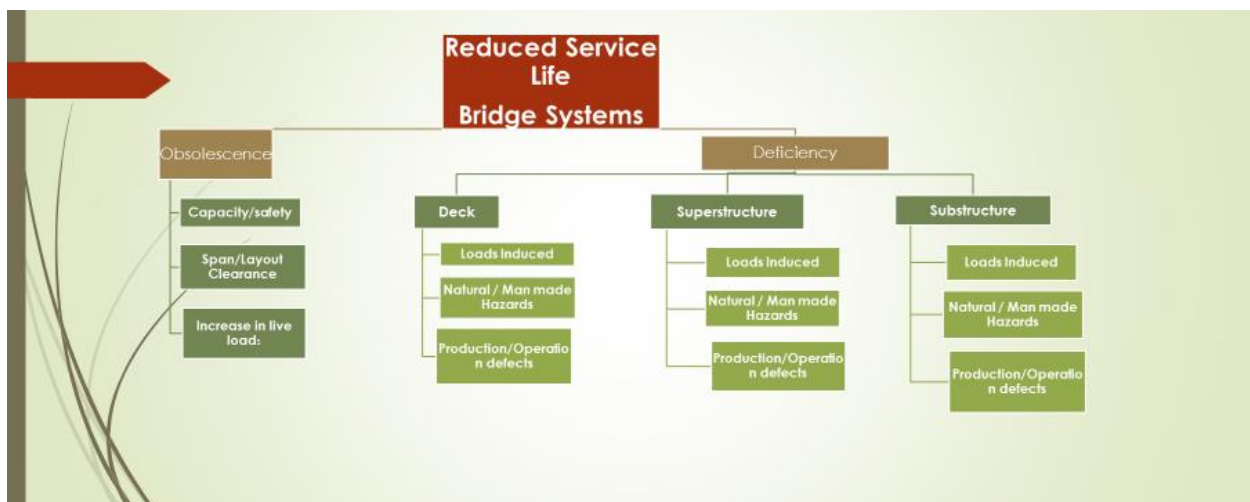 Reduced Service
Life
Bridge Systems
Obsolescence
Capacity/safety
Span/Layout
Clearance
Increase in live
loads
Deficiency
Deck
Loads Induced
Natural / Man made
Hazards
Production/Operatio
n defects
Superstructure
Loads Induced
Natural / Man made
Hazards
Production/Operatio
n defects
Substructure
Loads Induced
Natural / Man made
Hazards
Production/Operatio
n defects